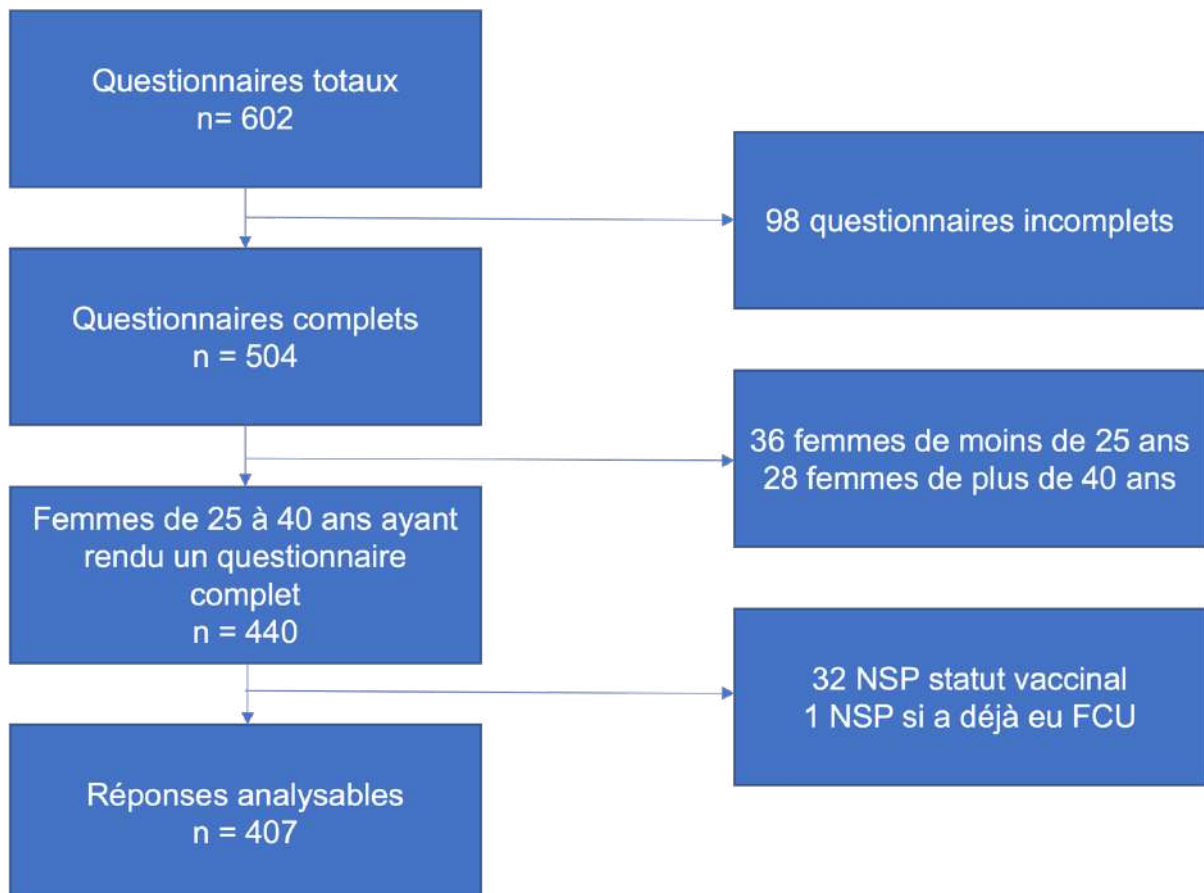 Questionnaires totaux
n= 602
98 questionnaires incomplets
Questionnaires complets
n = 504
36 femmes de moins de 25 ans
28 femmes de plus de 40 ans
Femmes de 25 à 40 ans ayant
rendu un questionnaire
complet
n = 440
32 NSP statut vaccinal
1 NSP si a déjà eu FCU
Réponses analysables
n = 407